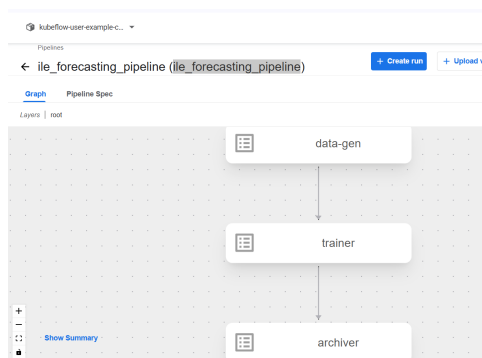 kubeflow-user-example-c...
Pipelines
ile_forecasting_pipeline (ile_forecasting_pipeline)
+ Create run
+ Upload v
Graph
Pipeline Spec
Layers | root
data-gen
trainer
Show Summary
archiver